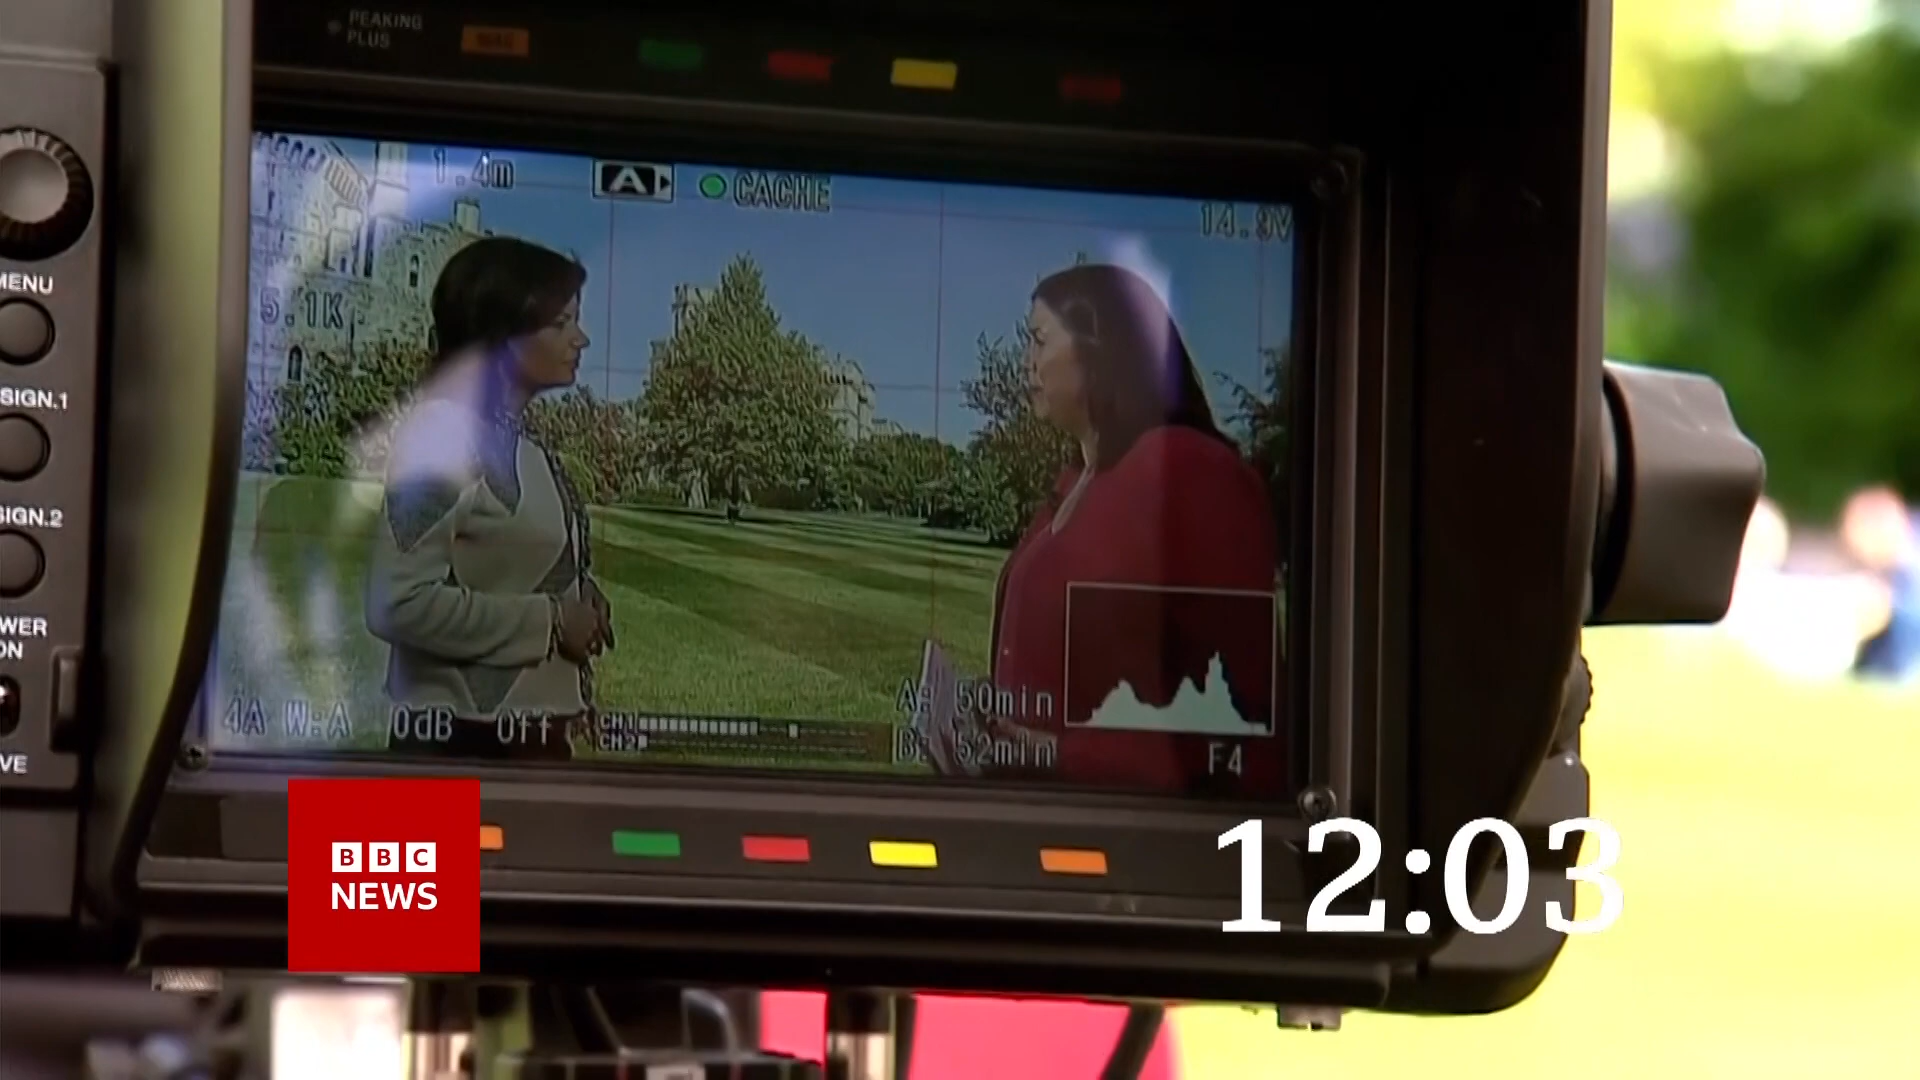 PEAKING
PLUS
1.4m
A
CACHE
14.9V
MENU
5.1K
SIGN.1
SIGN.2
WER
ON
VE
4A W:A 0dB Off
CH1
CH2
A: 50min
B: 52min
F4
BBC
NEWS
12:03